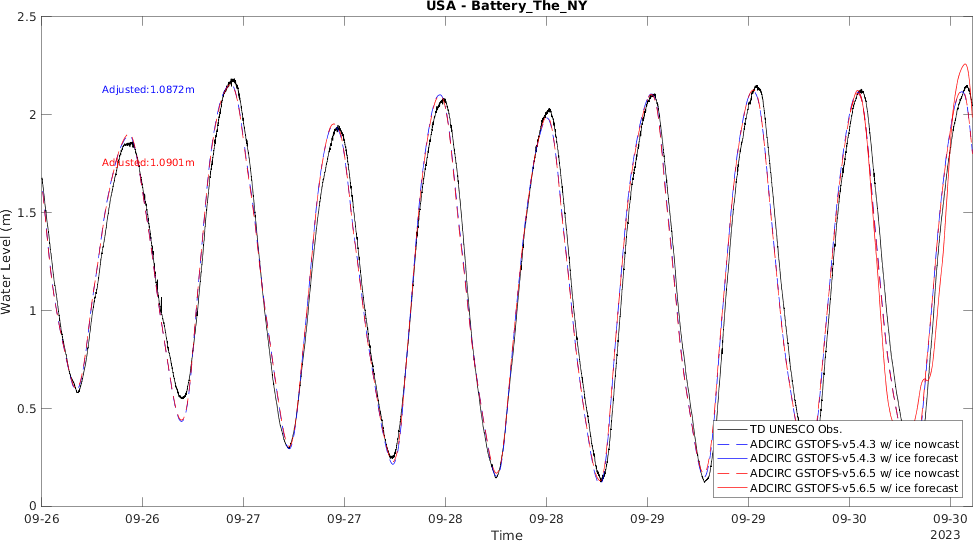 USA - Battery_The_NY
2.5
2
1.5
1
0.5
0
Water Level (m)
Adjusted:1.0872m
Adjusted:1.0901m
TD UNESCO Obs.
ADCIRC GSTOFS-v5.4.3 w/ ice nowcast
ADCIRC GSTOFS-v5.4.3 w/ ice forecast
ADCIRC GSTOFS-v5.6.5 w/ ice nowcast
ADCIRC GSTOFS-v5.6.5 w/ ice forecast
09-26 09-26 09-27 09-27 09-28 09-28 09-29 09-29 09-30 09-30
2023
Time